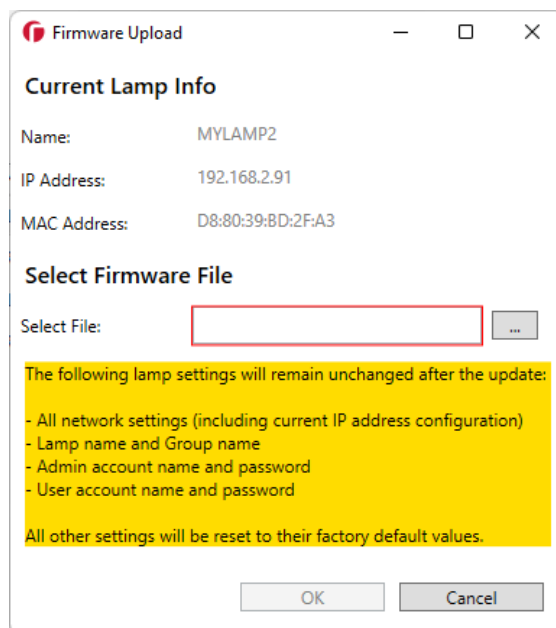 Firmware Upload
Current Lamp Info
Name: MYLAMP2
IP Address: 192.168.2.91
MAC Address: D8:80:39:BD:2F:A3
Select Firmware File
Select File: ...
The following lamp settings will remain unchanged after the update:
- All network settings (including current IP address configuration)
- Lamp name and Group name
- Admin account name and password
- User account name and password
All other settings will be reset to their factory default values.
OK Cancel